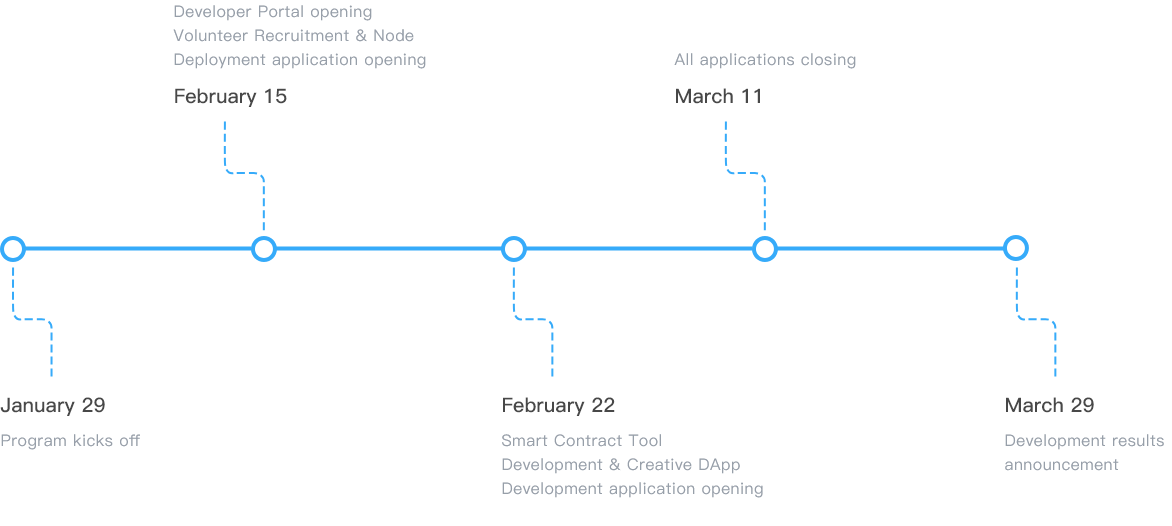 Developer Portal opening
Volunteer Recruitment & Node
Deployment application opening
February 15
All applications closing
March 11
January 29
Program kicks off
February 22
Smart Contract Tool
Development & Creative DApp
Development application opening
March 29
Development results
announcement